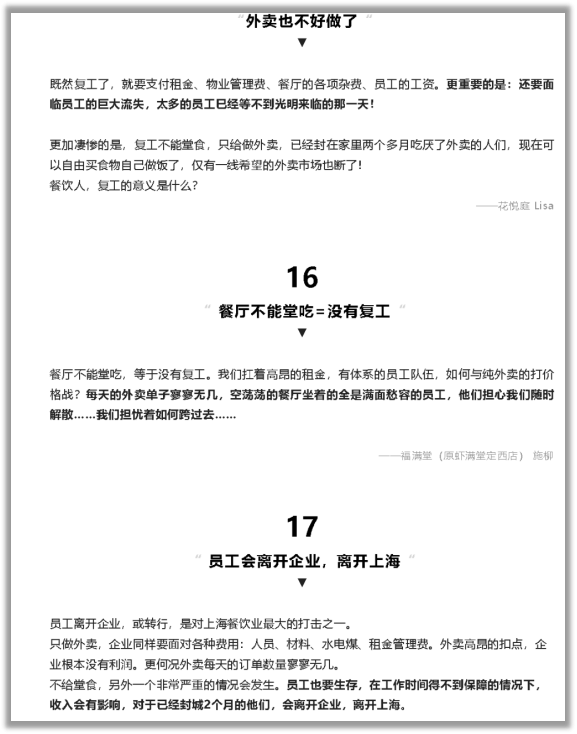 “外卖也不好做了”
▼
既然复工了，就要支付租金、物业管理费、餐厅的各项杂费、员工的工资。更重要的是：还要面
临员工的巨大流失，太多的员工已经等不到光明来临的那一天！
更加凄惨的是，复工不能堂食，只给做外卖，已经封在家里两个多月吃厌了外卖的人们，现在可
以自由买食物自己做饭了，仅有一线希望的外卖市场也断了！
餐饮人，复工的意义是什么？
——花悦庭 Lisa
16
“餐厅不能堂吃=没有复工”
▼
餐厅不能堂吃，等于没有复工。我们扛着高昂的租金，有体系的员工队伍，如何与纯外卖的打价
格战？每天的外卖单子寥寥无几，空荡荡的餐厅坐着的全是满面愁容的员工，他们担心我们随时
解散……我们担忧着如何跨过去……
——福满堂（原虾满堂定西店） 施柳
17
“员工会离开企业，离开上海”
▼
员工离开企业，或转行，是对上海餐饮业最大的打击之一。
只做外卖，企业同样要面对各种费用：人员、材料、水电煤、租金管理费。外卖高昂的扣点，企
业根本没有利润。更何况外卖每天的订单数量寥寥无几。
不给堂食，另外一个非常严重的情况会发生。员工也要生存，在工作时间得不到保障的情况下，
收入会有影响，对于已经封城2个月的他们，会离开企业，离开上海。